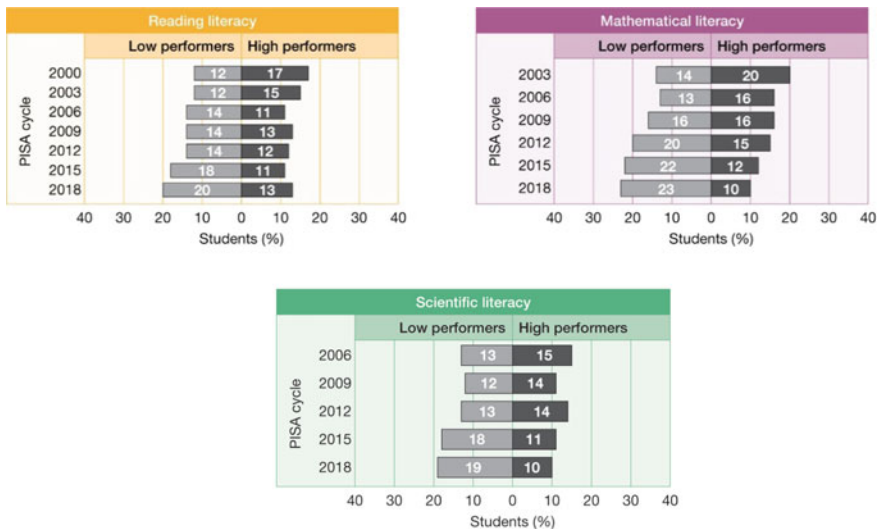 Reading literacy
Low performers High performers
PISA cycle
2000 12 17
2003 12 15
2006 14 11
2009 14 13
2012 14 12
2015 18 11
2018 20 13
40 30 20 10 0 10 20 30 40
Students (%)
Mathematical literacy
Low performers High performers
PISA cycle
2003 14 20
2006 13 16
2009 16 16
2012 20 15
2015 22 12
2018 23 10
40 30 20 10 0 10 20 30 40
Students (%)
Scientific literacy
Low performers High performers
PISA cycle
2006 13 15
2009 12 14
2012 13 14
2015 18 11
2018 19 10
40 30 20 10 0 10 20 30 40
Students (%)